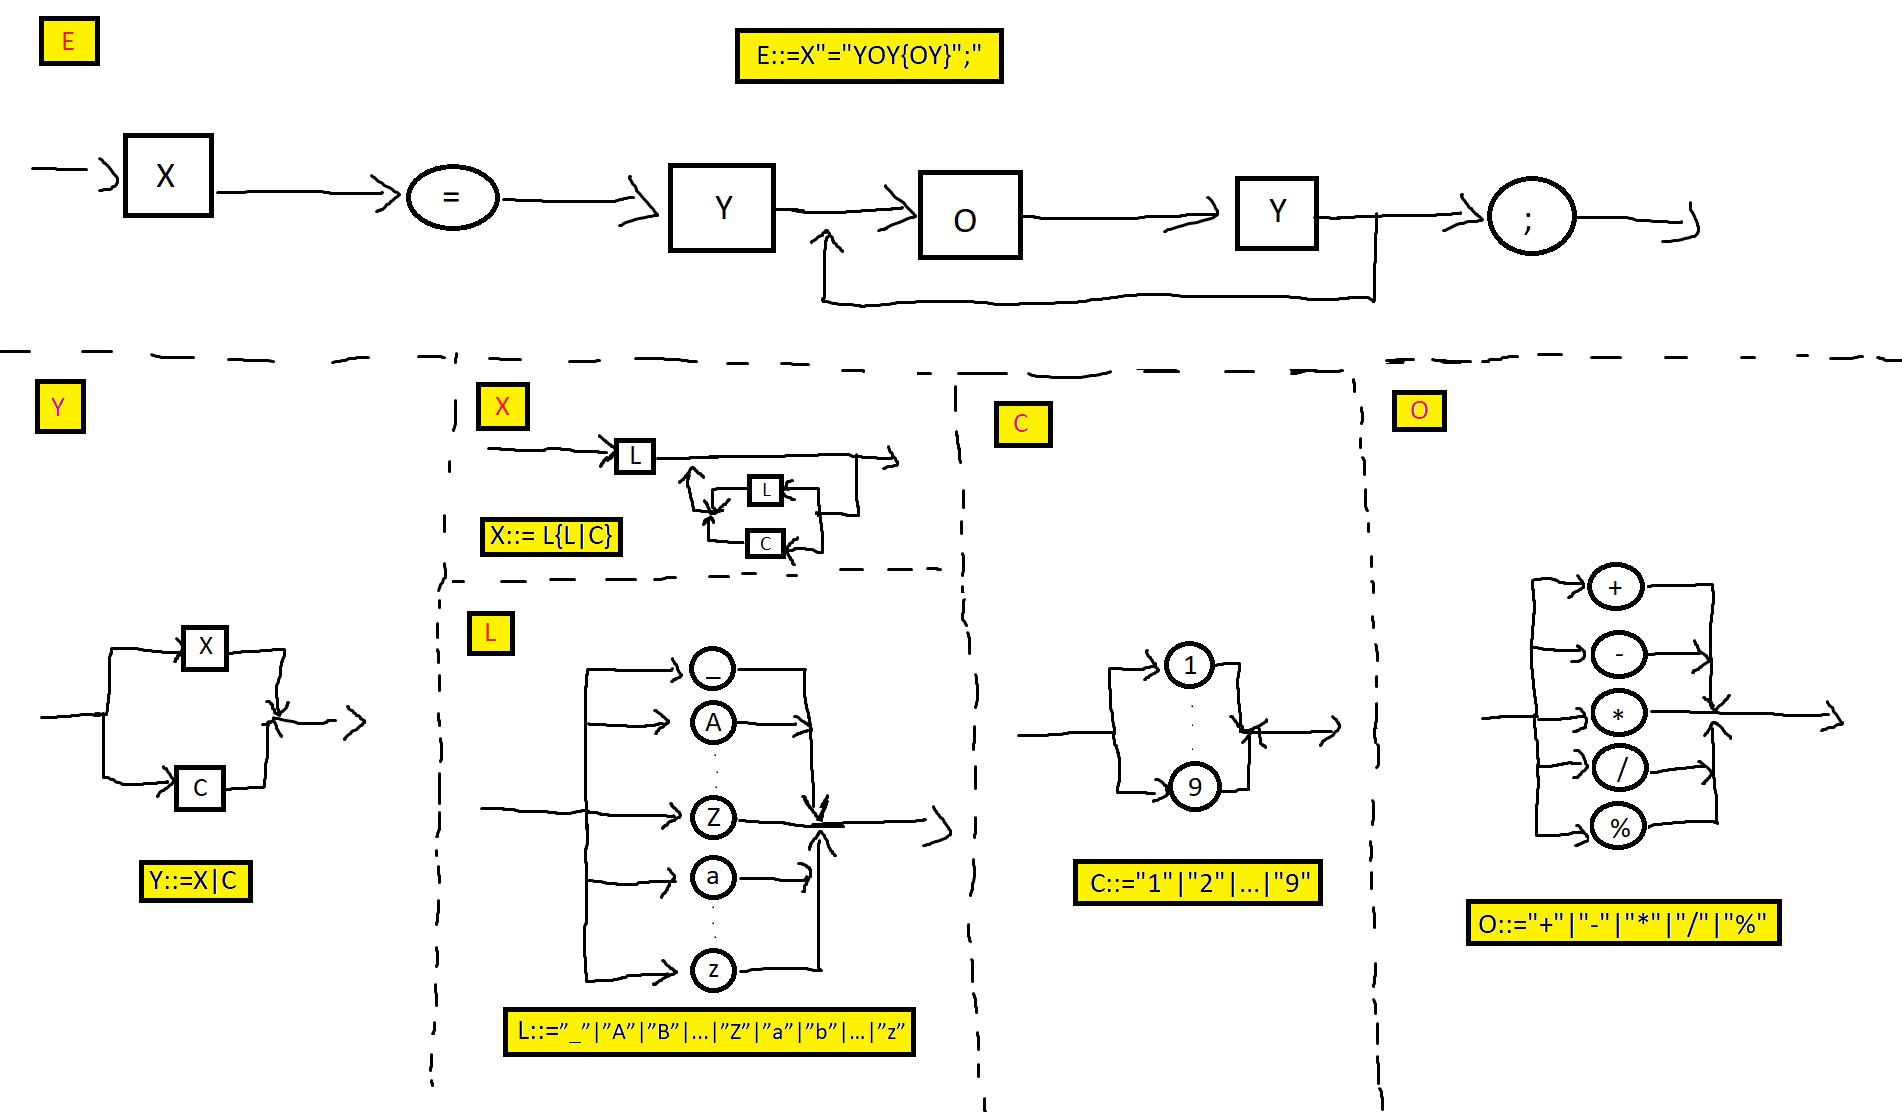 E
E::=X"="YOY{OY}";"
X
=
Y
O
Y
;
Y
X
C
Y::=X|C
X
L
L
C
X::= L{L|C}
L
_
A
.
.
Z
a
.
.
z
L::=”_”|”A”|”B”|...|”Z”|”a”|”b”|...|”z”
C
1
.
.
.
9
C::="1"|"2"|...|"9"
O
+
-
*
/
%
O::="+"|"-"|"*"|"/"|"%"